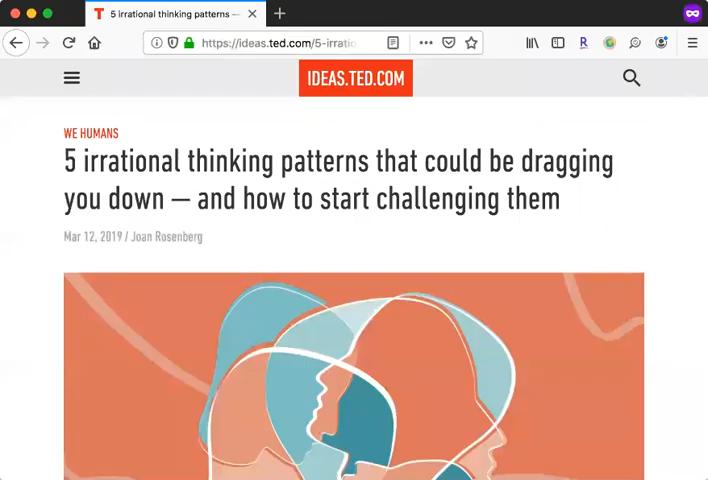 5 irrational thinking patterns —
https://ideas.ted.com/5-irratio
IDEAS.TED.COM
WE HUMANS
5 irrational thinking patterns that could be dragging
you down — and how to start challenging them
Mar 12, 2019 / Joan Rosenberg